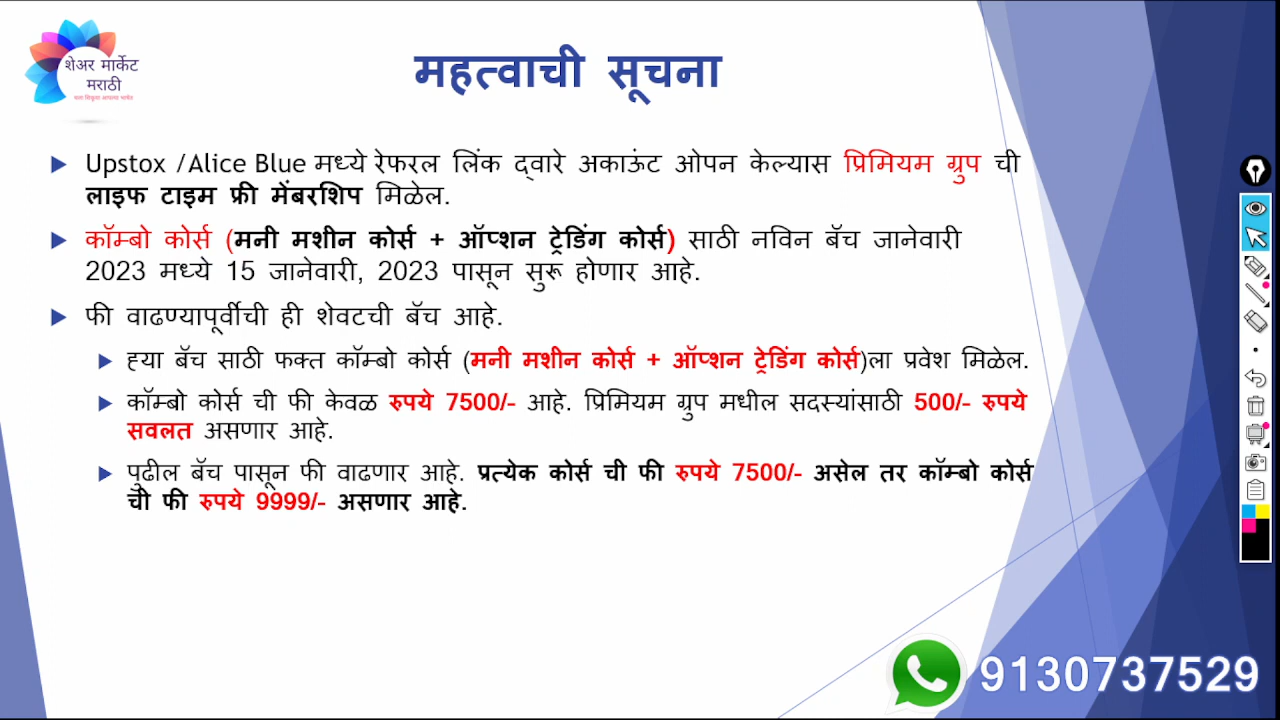 शेअर मार्केट
मराठी
महत्वाची सूचना
Upstox /Alice Blue मध्ये रेफरल लिंक द्वारे अकाऊंट ओपन केल्यास प्रिमियम ग्रुप ची
लाइफ टाइम फ्री मेंबरशिप मिळेल.
कॉम्बो कोर्स (मनी मशीन कोर्स + ऑप्शन ट्रेडिंग कोर्स) साठी नविन बॅच जानेवारी
2023 मध्ये 15 जानेवारी, 2023 पासून सुरू होणार आहे.
फी वाढण्यापूर्वीची ही शेवटची बॅच आहे.
ह्या बॅच साठी फक्त कॉम्बो कोर्स (मनी मशीन कोर्स + ऑप्शन ट्रेडिंग कोर्स)ला प्रवेश मिळेल.
कॉम्बो कोर्स ची फी केवळ रुपये 7500/- आहे. प्रिमियम ग्रुप मधील सदस्यांसाठी 500/- रुपये
सवलत असणार आहे.
पुढील बॅच पासून फी वाढणार आहे. प्रत्येक कोर्स ची फी रुपये 7500/- असेल तर कॉम्बो कोर्स
ची फी रुपये 9999/- असणार आहे.
9130737529